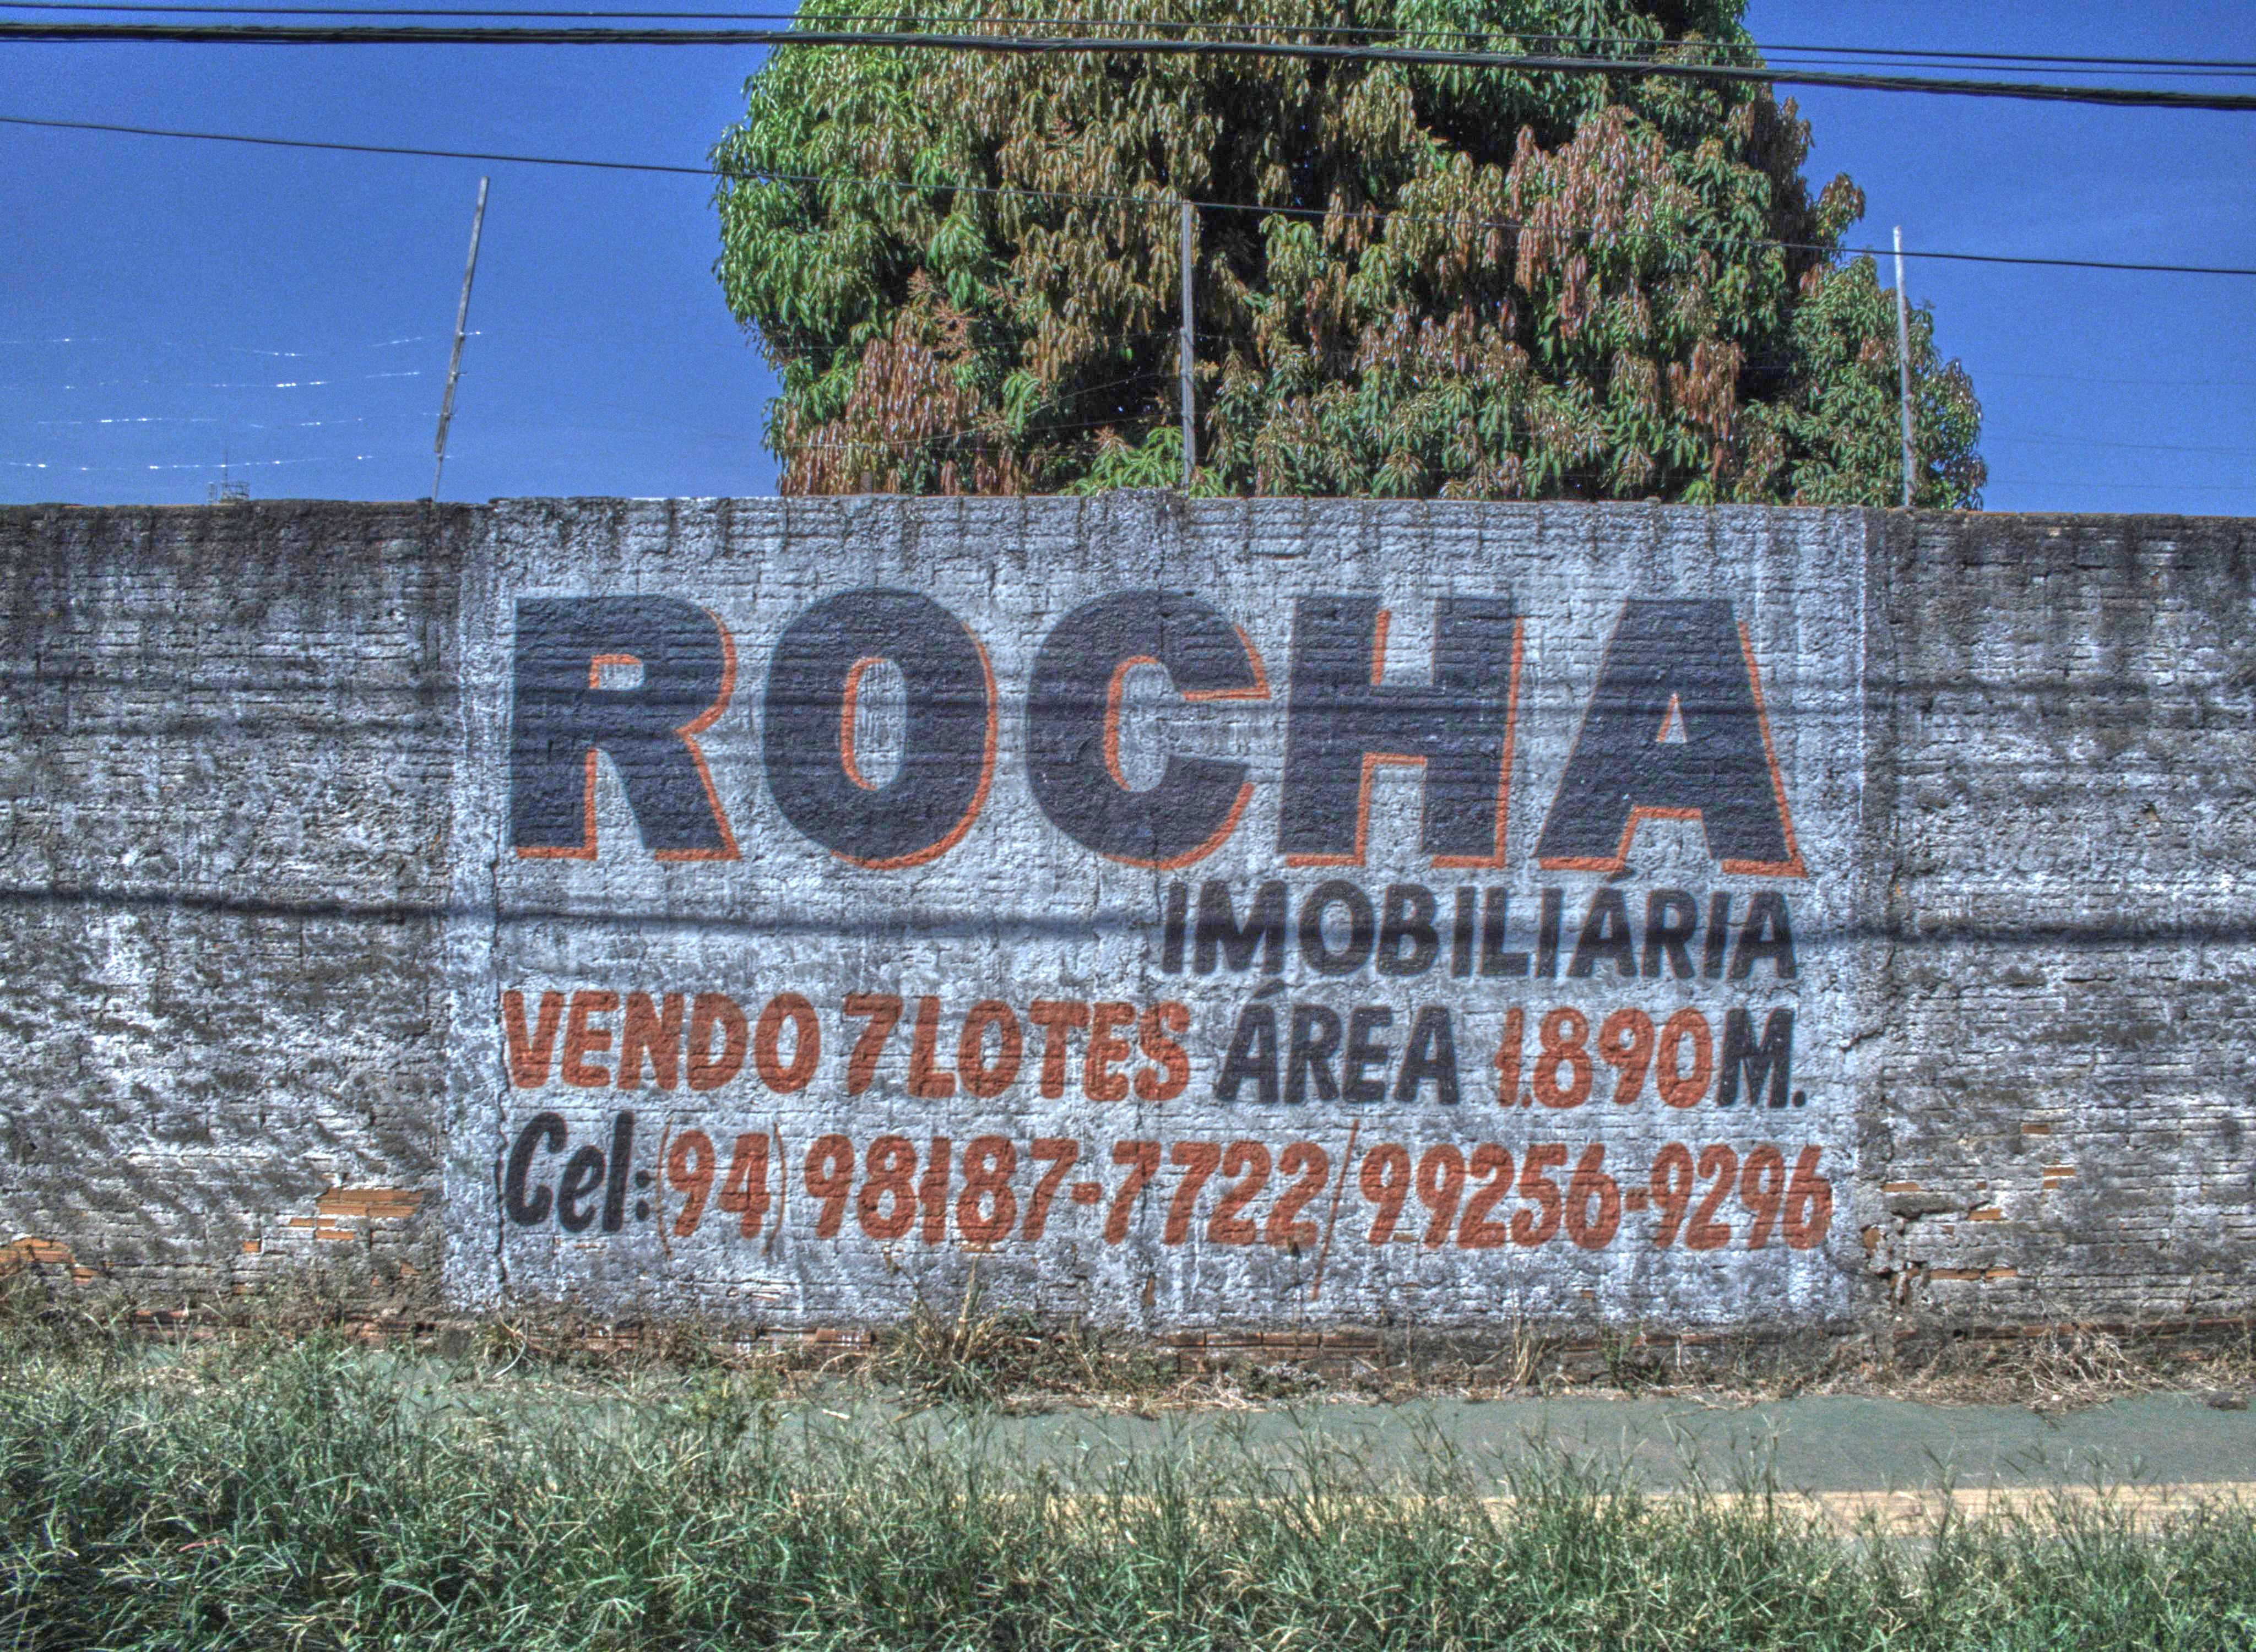 ROCHA
IMOBILIÁRIA
VENDO 7 LOTES ÁREA 1.890M.
Cel:(94)98187-7722/99256-9296